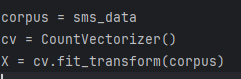 corpus = sms_data
cv = CountVectorizer()
X = cv.fit_transform(corpus)